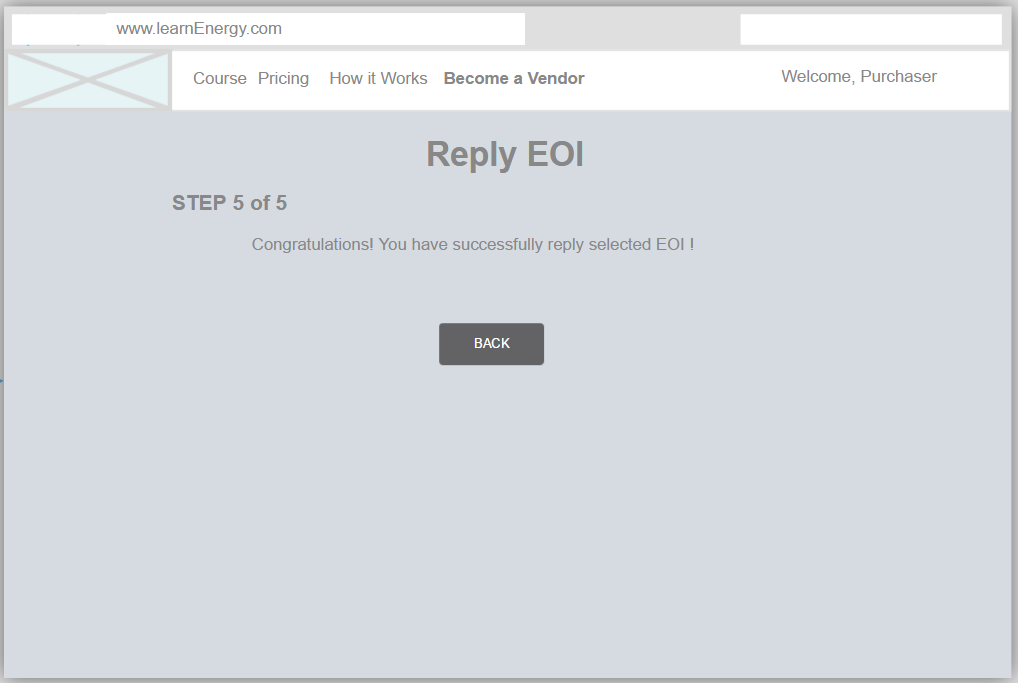 www.learnEnergy.com
Course Pricing How it Works Become a Vendor Welcome, Purchaser
Reply EOI
STEP 5 of 5
Congratulations! You have successfully reply selected EOI !
BACK